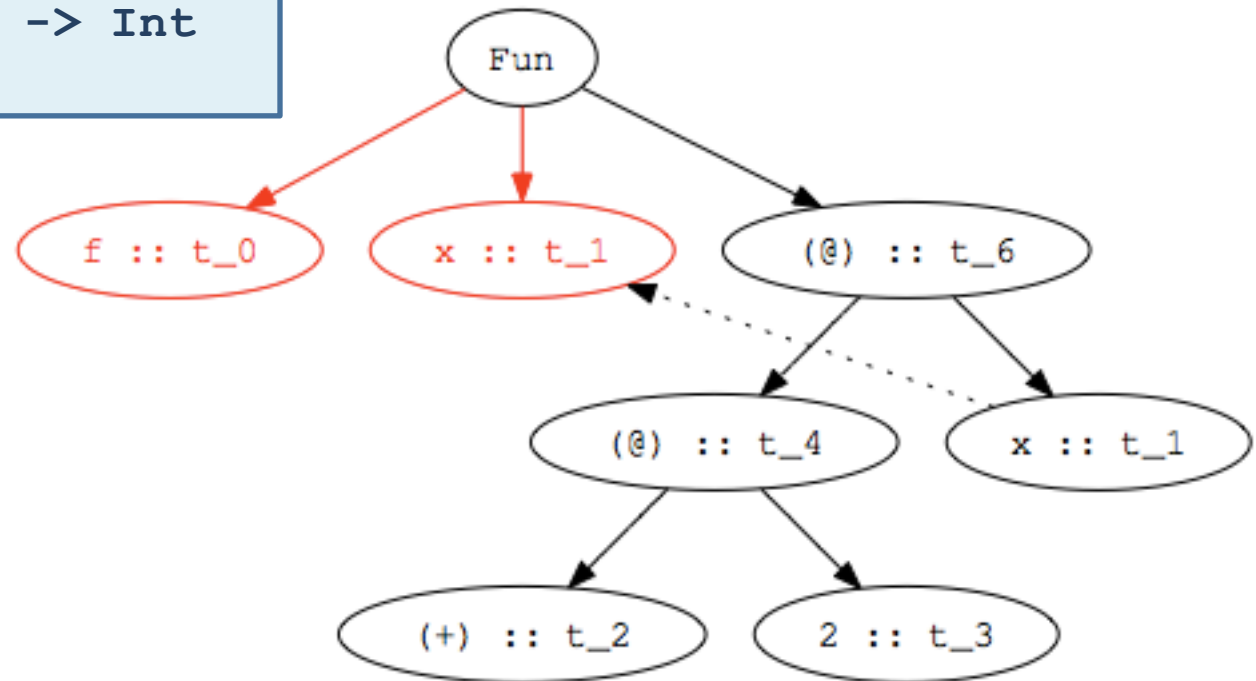 -> Int
Fun
f :: t_0
x :: t_1
(@) :: t_6
(@) :: t_4
x :: t_1
(+) :: t_2
2 :: t_3